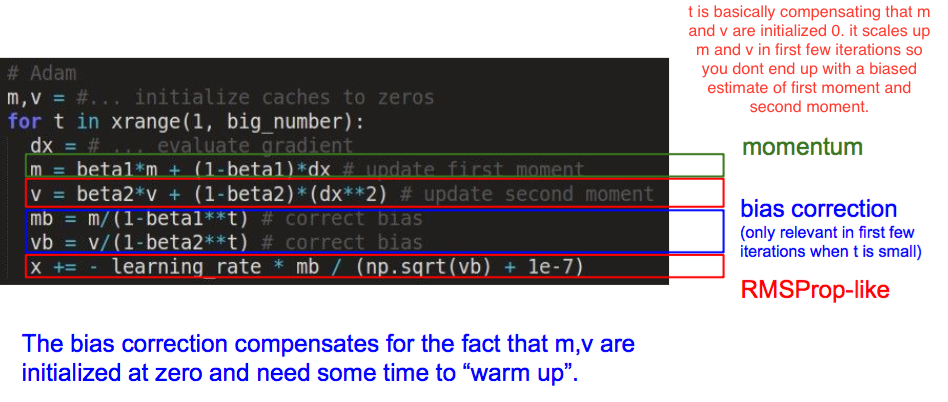 t is basically compensating that m
and v are initialized 0. it scales up
m and v in first few iterations so
you dont end up with a biased
estimate of first moment and
second moment.
# Adam
m,v = #... initialize caches to zeros
for t in xrange(1, big_number):
dx = # ... evaluate gradient
m = beta1*m + (1-beta1)*dx # update first moment
v = beta2*v + (1-beta2)*(dx**2) # update second moment
mb = m/(1-beta1**t) # correct bias
vb = v/(1-beta2**t) # correct bias
x += - learning_rate * mb / (np.sqrt(vb) + 1e-7)
momentum
bias correction
(only relevant in first few
iterations when t is small)
RMSProp-like
The bias correction compensates for the fact that m,v are
initialized at zero and need some time to “warm up”.